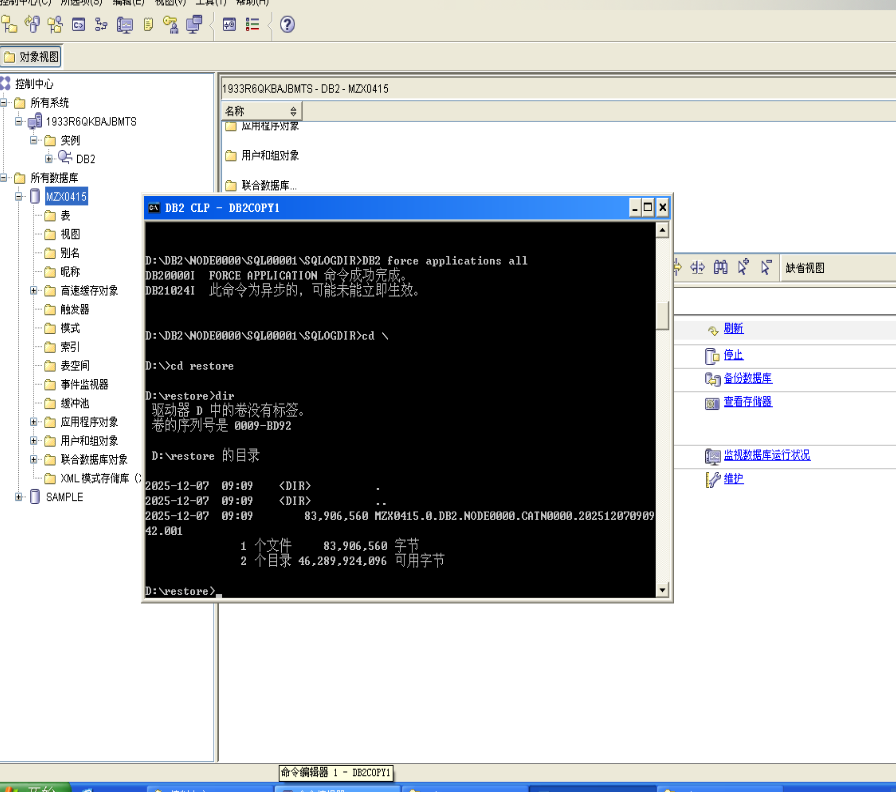 控制中心(C) 所选项(S) 编辑(E) 视图(V) 工具(T) 帮助(H)
对象视图
控制中心
所有系统
1933R6QKBAJBMTS
实例
DB2
所有数据库
MZX0415
表
视图
别名
昵称
高速缓存对象
触发器
模式
索引
表空间
事件监视器
缓冲池
应用程序对象
用户和组对象
联合数据库对象
XML 模式存储库（
SAMPLE
1933R6QKBAJBMTS - DB2 - MZX0415
名称
应用程序对象
用户和组对象
联合数据库...
DB2 CLP - DB2COPY1
D:\DB2\NODE0000\SQL00001\SQLOGDIR>DB2 force applications all
DB20000I  FORCE APPLICATION 命令成功完成。
DB21024I  此命令为异步的，可能未能立即生效。
D:\DB2\NODE0000\SQL00001\SQLOGDIR>cd \
D:\>cd restore
D:\restore>dir
驱动器 D 中的卷没有标签。
卷的序列号是 0009-BD92
D:\restore 的目录
2025-12-07  09:09    <DIR>          .
2025-12-07  09:09    <DIR>          ..
2025-12-07  09:09        83,906,560 MZX0415.0.DB2.NODE0000.CATN0000.202512070909
42.001
1 个文件     83,906,560 字节
2 个目录 46,289,924,096 可用字节
D:\restore>
缺省视图
刷新
停止
备份数据库
查看存储器
监视数据库运行状况
维护
命令编辑器 1 - DB2COPY1
开始